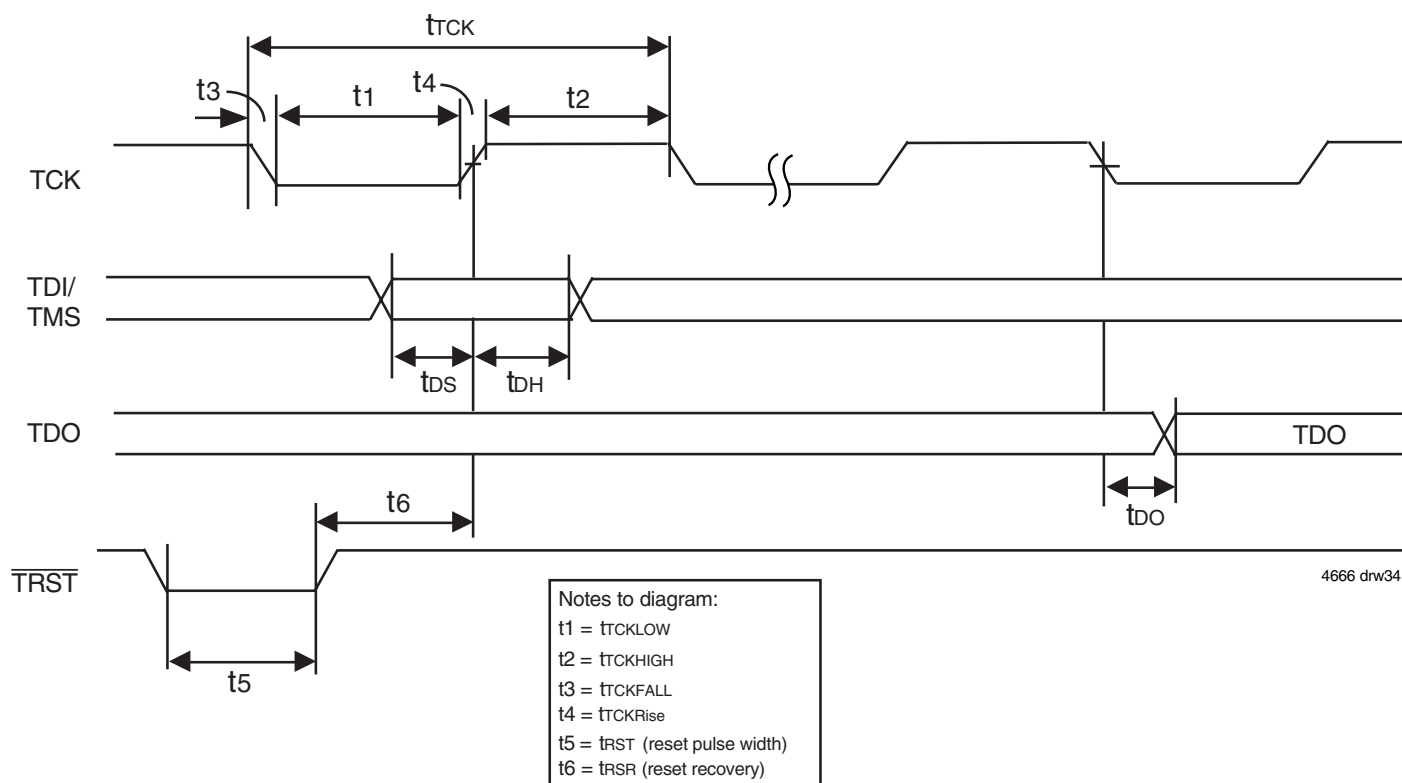 tTCK
t3
t1
t4
t2
TCK
TDI/
TMS
tDS
tDH
TDO
TDO
t6
tDO
TRST
4666 drw34
t5
Notes to diagram:
t1 = tTCKLOW
t2 = tTCKHIGH
t3 = tTCKFALL
t4 = tTCKRise
t5 = tRST (reset pulse width)
t6 = tRSR (reset recovery)